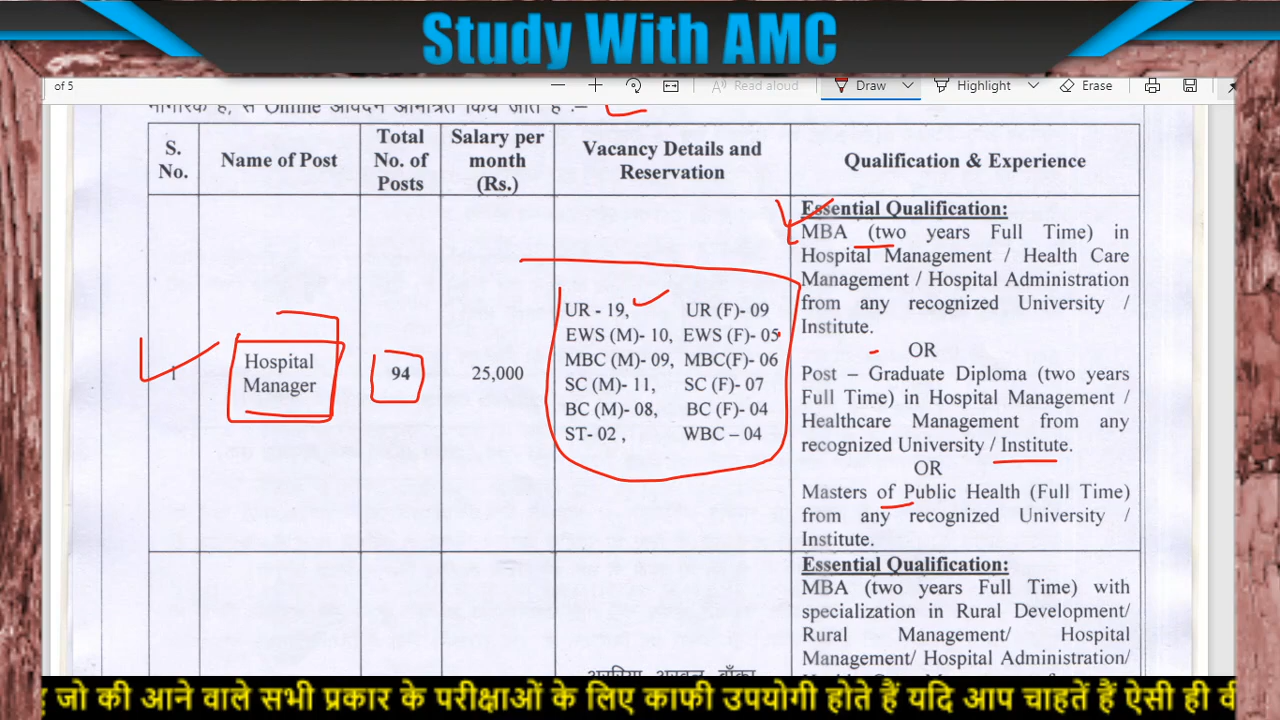 Study With AMC
of 5
Read aloud
Draw
Highlight
Erase
नागरिक है, से Online आवेदन आमंत्रित किये जाते है :–
S. No.
Name of Post
Total No. of Posts
Salary per month (Rs.)
Vacancy Details and Reservation
Qualification & Experience
1
Hospital Manager
94
25,000
UR - 19, UR (F)- 09
EWS (M)- 10, EWS (F)- 05
MBC (M)- 09, MBC(F)- 06
SC (M)- 11, SC (F)- 07
BC (M)- 08, BC (F)- 04
ST- 02 , WBC – 04
Essential Qualification:
MBA (two years Full Time) in
Hospital Management / Health Care
Management / Hospital Administration
from any recognized University /
Institute.
OR
Post – Graduate Diploma (two years
Full Time) in Hospital Management /
Healthcare Management from any
recognized University / Institute.
OR
Masters of Public Health (Full Time)
from any recognized University /
Institute.
Essential Qualification:
MBA (two years Full Time) with
specialization in Rural Development/
Rural Management/ Hospital
Management/ Hospital Administration/
जो की आने वाले सभी प्रकार के परीक्षाओं के लिए काफी उपयोगी होते हैं यदि आप चाहते हैं ऐसी ही